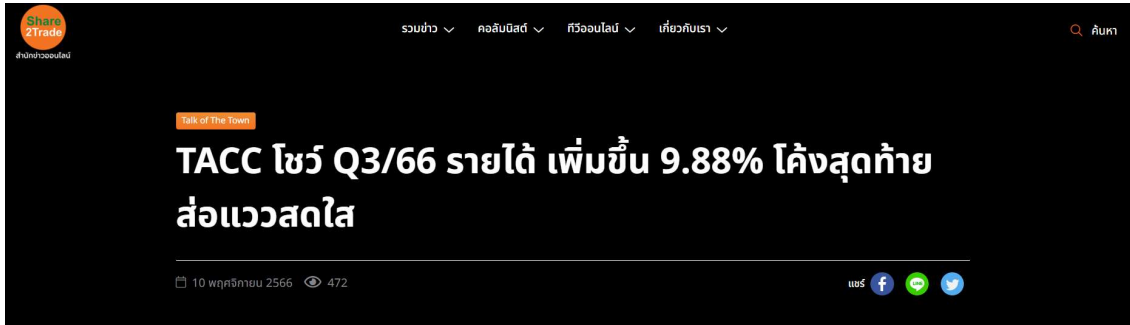 Share
2Trade
สำนักข่าวออนไลน์
รวมข่าว
คอลัมนิสต์
ทีวีออนไลน์
เกี่ยวกับเรา
ค้นหา
Talk of The Town
TACC โชว์ Q3/66 รายได้ เพิ่มขึ้น 9.88% โค้งสุดท้าย
ส่อแววสดใส
10 พฤศจิกายน 2566 472
แชร์
LINE